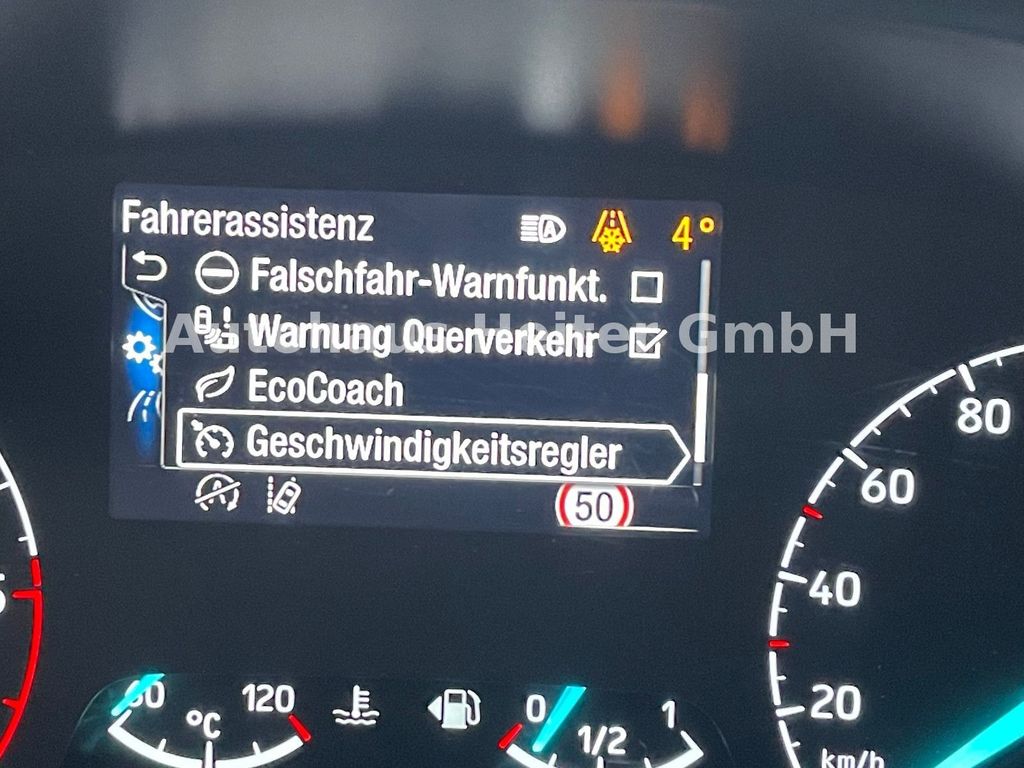 Fahrerassistenz
4°
Falschfahr-Warnfunkt.
Warnung Querverkehr
Autohaus Heiter GmbH
EcoCoach
Geschwindigkeitsregler
50
80
60
40
20
km/h
60
120
°C
0
1/2
1